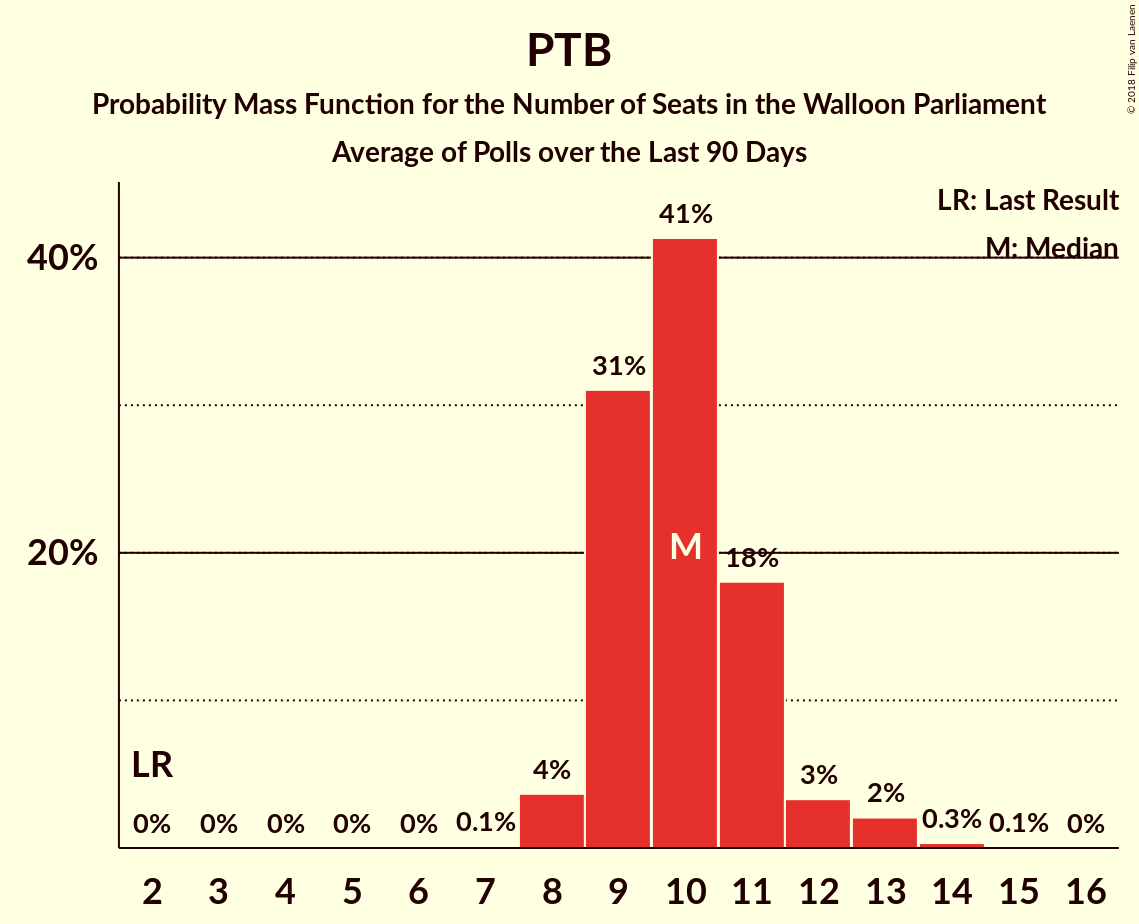 PTB
Probability Mass Function for the Number of Seats in the Walloon Parliament
Average of Polls over the Last 90 Days
© 2018 Filip van Laenen
LR: Last Result
M: Median
40%
20%
41%
31%
M
18%
LR
0%
0%
0%
0%
0%
0.1%
4%
3%
2%
0.3%
0.1%
0%
2 3 4 5 6 7 8 9 10 11 12 13 14 15 16